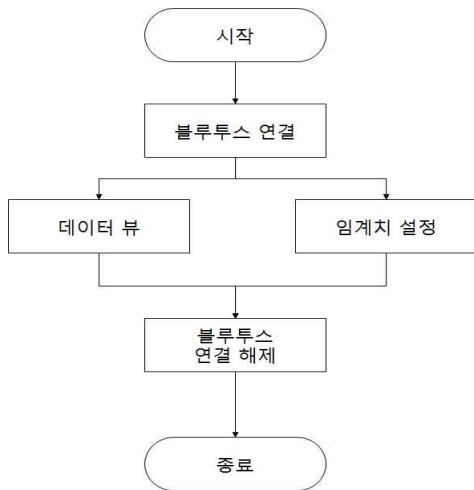 시작
블루투스 연결
데이터 뷰
임계치 설정
블루투스
연결 해제
종료